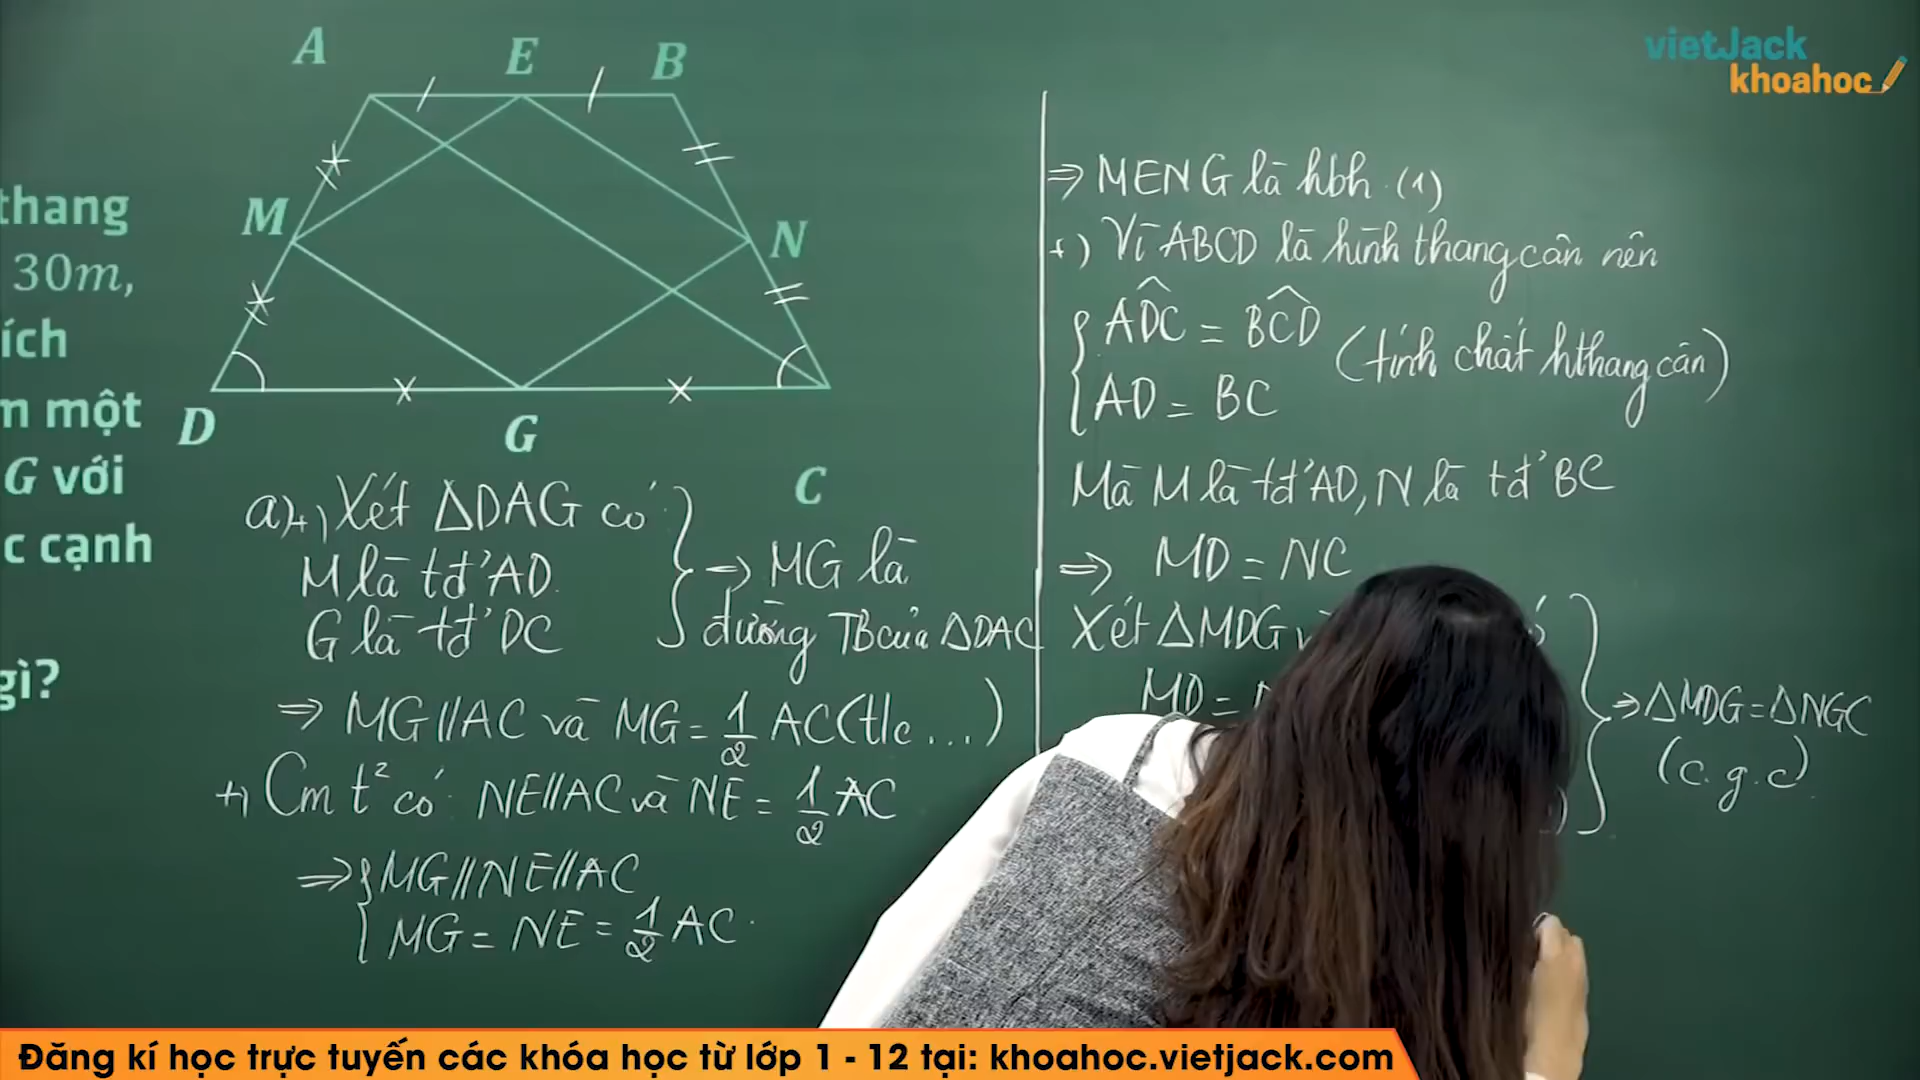 vietJack
khoahoc
A
E
B
M
N
D
G
C
thang
30m,
ích
m một
G với
c cạnh
gì?
a)+) Xét ΔDAG có
M là tđ' AD
G là tđ' DC
→ MG là
đường TB của ΔDAC
⇒ MG // AC và MG = 1/2 AC (t/c ...)
+) Cm t² có: NE // AC và NE = 1/2 AC
⇒ { MG // NE // AC
MG = NE = 1/2 AC
⇒ MENG là hbh (1)
+) Vì ABCD là hình thang cân nên
{ ADC = BCD
AD = BC
(tính chất hthang cân)
Mà M là tđ' AD, N là tđ' BC
⇒ MD = NC
Xét ΔMDG
MD =
⇒ ΔMDG = ΔNGC
(c.g.c)
Đăng kí học trực tuyến các khóa học từ lớp 1 - 12 tại: khoahoc.vietjack.com